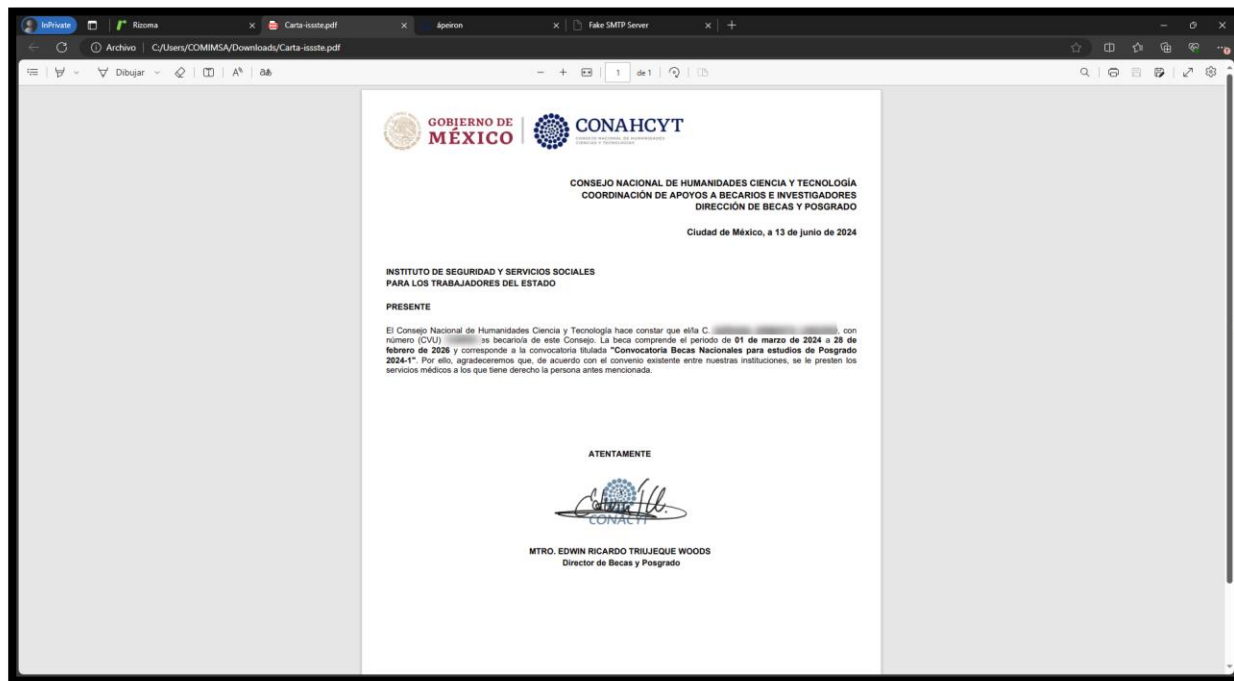 InPrivate
Rizoma
Carta-issste.pdf
ápeiron
Fake SMTP Server
Archivo
C:/Users/COMIMSA/Downloads/Carta-issste.pdf
Dibujar
1
de 1
GOBIERNO DE
MÉXICO
CONAHCYT
CONSEJO NACIONAL DE HUMANIDADES
CIENCIAS Y TECNOLOGÍAS
CONSEJO NACIONAL DE HUMANIDADES CIENCIA Y TECNOLOGÍA
COORDINACIÓN DE APOYOS A BECARIOS E INVESTIGADORES
DIRECCIÓN DE BECAS Y POSGRADO
Ciudad de México, a 13 de junio de 2024
INSTITUTO DE SEGURIDAD Y SERVICIOS SOCIALES
PARA LOS TRABAJADORES DEL ESTADO
PRESENTE
El Consejo Nacional de Humanidades Ciencia y Tecnología hace constar que el/la C. , con
número (CVU) es becario/a de este Consejo. La beca comprende el periodo de 01 de marzo de 2024 a 28 de
febrero de 2026 y corresponde a la convocatoria titulada "Convocatoria Becas Nacionales para estudios de Posgrado
2024-1". Por ello, agradeceremos que, de acuerdo con el convenio existente entre nuestras instituciones, se le presten los
servicios médicos a los que tiene derecho la persona antes mencionada.
ATENTAMENTE
CONACYT
MTRO. EDWIN RICARDO TRIUJEQUE WOODS
Director de Becas y Posgrado